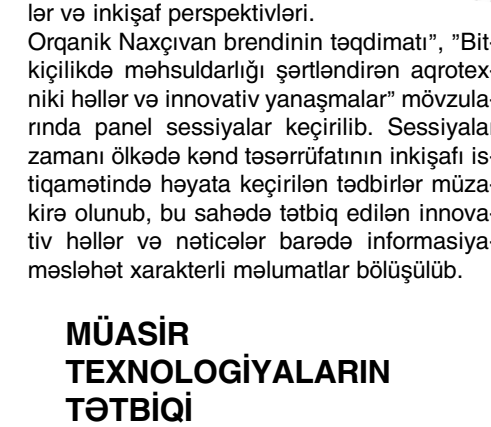 lər və inkişaf perspektivləri.
Orqanik Naxçıvan brendinin təqdimatı”, ”Bit-
kiçilikdə məhsuldarlığı şərtləndirən aqrotex-
niki həllər və innovativ yanaşmalar” mövzula-
rında panel sessiyalar keçirilib. Sessiyalar
zamanı ölkədə kənd təsərrüfatının inkişafı is-
tiqamətində həyata keçirilən tədbirlər müza-
kirə olunub, bu sahədə tətbiq edilən innova-
tiv həllər və nəticələr barədə informasiya-
məsləhət xarakterli məlumatlar bölüşülüb.
MÜASİR
TEXNOLOGİYALARIN
TƏTBİQİ